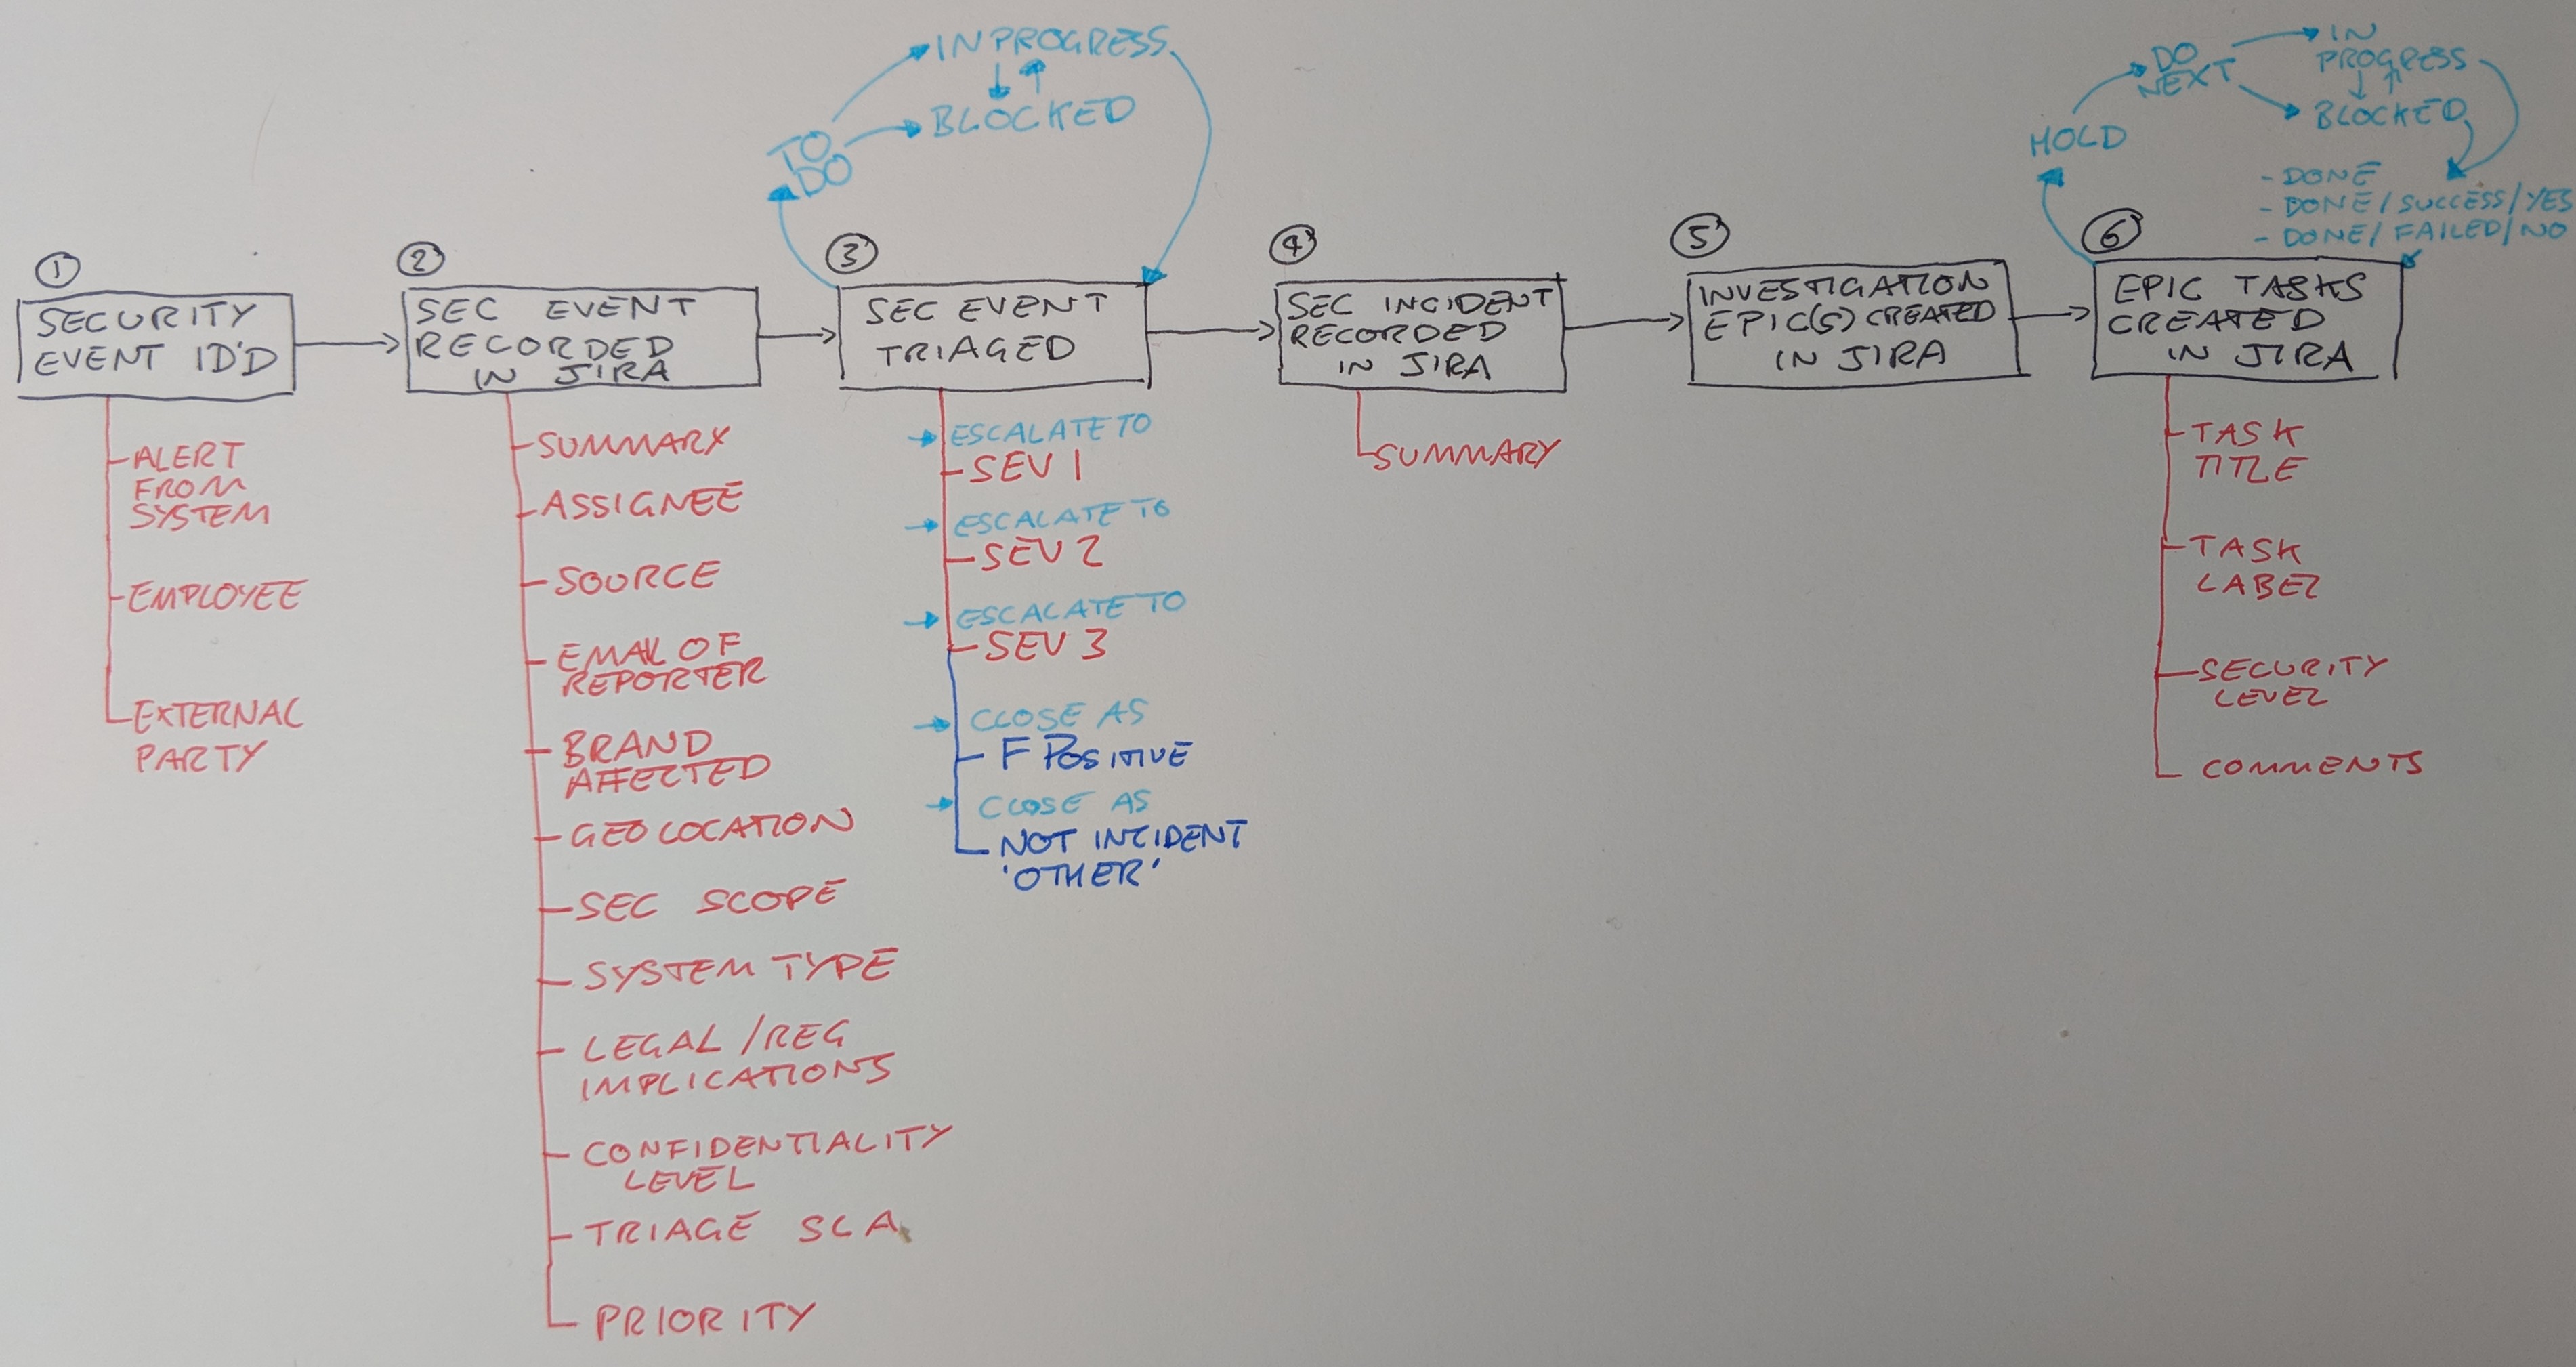 ①
SECURITY
EVENT ID'D
ALERT
FROM
SYSTEM
EMPLOYEE
EXTERNAL
PARTY
②
SEC EVENT
RECORDED
IN JIRA
SUMMARY
ASSIGNEE
SOURCE
EMAIL OF
REPORTER
BRAND
AFFECTED
GEO LOCATION
SEC SCOPE
SYSTEM TYPE
LEGAL / REG
IMPLICATIONS
CONFIDENTIALITY
LEVEL
TRIAGE SLA
PRIORITY
TO
DO
IN PROGRESS
BLOCKED
③
SEC EVENT
TRIAGED
ESCALATE TO
SEV 1
ESCALATE TO
SEV 2
ESCALATE TO
SEV 3
CLOSE AS
F POSITIVE
CLOSE AS
NOT INCIDENT
'OTHER'
④
SEC INCIDENT
RECORDED
IN JIRA
SUMMARY
⑤
INVESTIGATION
EPIC(S) CREATED
IN JIRA
HOLD
DO
NEXT
IN
PROGRESS
BLOCKED
- DONE
- DONE / SUCCESS / YES
- DONE / FAILED / NO
⑥
EPIC TASKS
CREATED
IN JIRA
TASK
TITLE
TASK
LABEL
SECURITY
LEVEL
COMMENTS